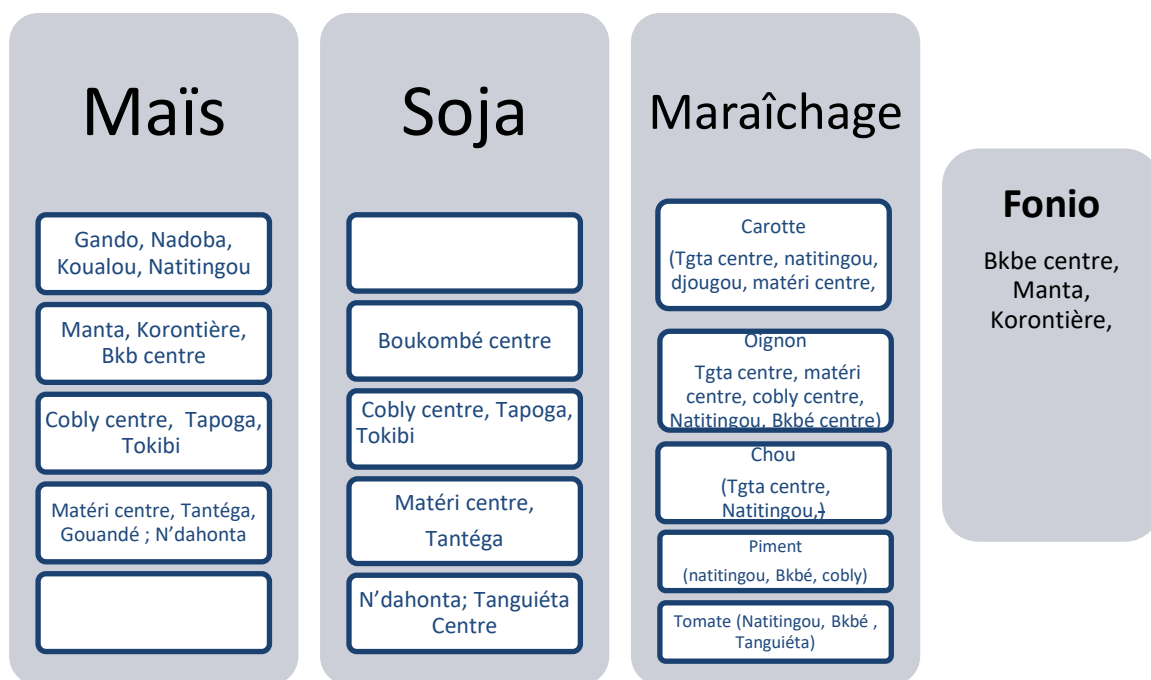 Maïs
Gando, Nadoba,
Koualou, Natitingou
Manta, Korontière,
Bkb centre
Cobly centre, Tapoga,
Tokibi
Matéri centre, Tantéga,
Gouandé ; N'dahonta
Soja
Boukombé centre
Cobly centre, Tapoga,
Tokibi
Matéri centre,
Tantéga
N'dahonta; Tanguiéta
Centre
Maraîchage
Carotte
(Tgta centre, natitingou,
djougou, matéri centre,
Oignon
Tgta centre, matéri
centre, cobly centre,
Natitingou, Bkbé centre)
Chou
(Tgta centre,
Natitingou,)
Piment
(natitingou, Bkbé, cobly)
Tomate (Natitingou, Bkbé ,
Tanguiéta)
Fonio
Bkbe centre,
Manta,
Korontière,